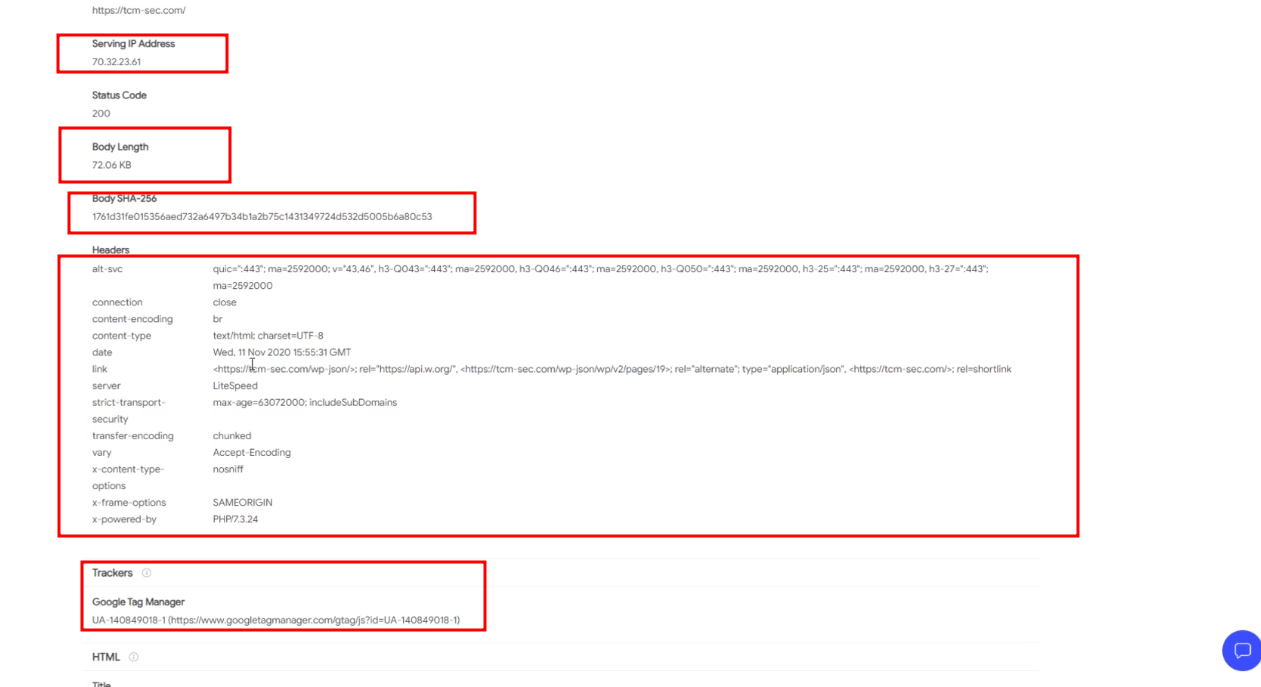 https://tcm-sec.com/
Serving IP Address
70.32.23.61
Status Code
200
Body Length
72.06 KB
Body SHA-256
1761d31fe015356aed732a6497b34b1a2b75c1431349724d532d5005b6a80c53
Headers
alt-svc quic=":443"; ma=2592000; v="43,46", h3-Q043=":443"; ma=2592000, h3-Q046=":443"; ma=2592000, h3-Q050=":443"; ma=2592000, h3-25=":443"; ma=2592000, h3-27=":443";
ma=2592000
connection close
content-encoding br
content-type text/html; charset=UTF-8
date Wed, 11 Nov 2020 15:55:31 GMT
link <https://tcm-sec.com/wp-json/>; rel="https://api.w.org/", <https://tcm-sec.com/wp-json/wp/v2/pages/19>; rel="alternate"; type="application/json", <https://tcm-sec.com/>; rel=shortlink
server LiteSpeed
strict-transport- max-age=63072000; includeSubDomains
security
transfer-encoding chunked
vary Accept-Encoding
x-content-type- nosniff
options
x-frame-options SAMEORIGIN
x-powered-by PHP/7.3.24
Trackers
Google Tag Manager
UA-140849018-1 (https://www.googletagmanager.com/gtag/js?id=UA-140849018-1)
HTML
Title